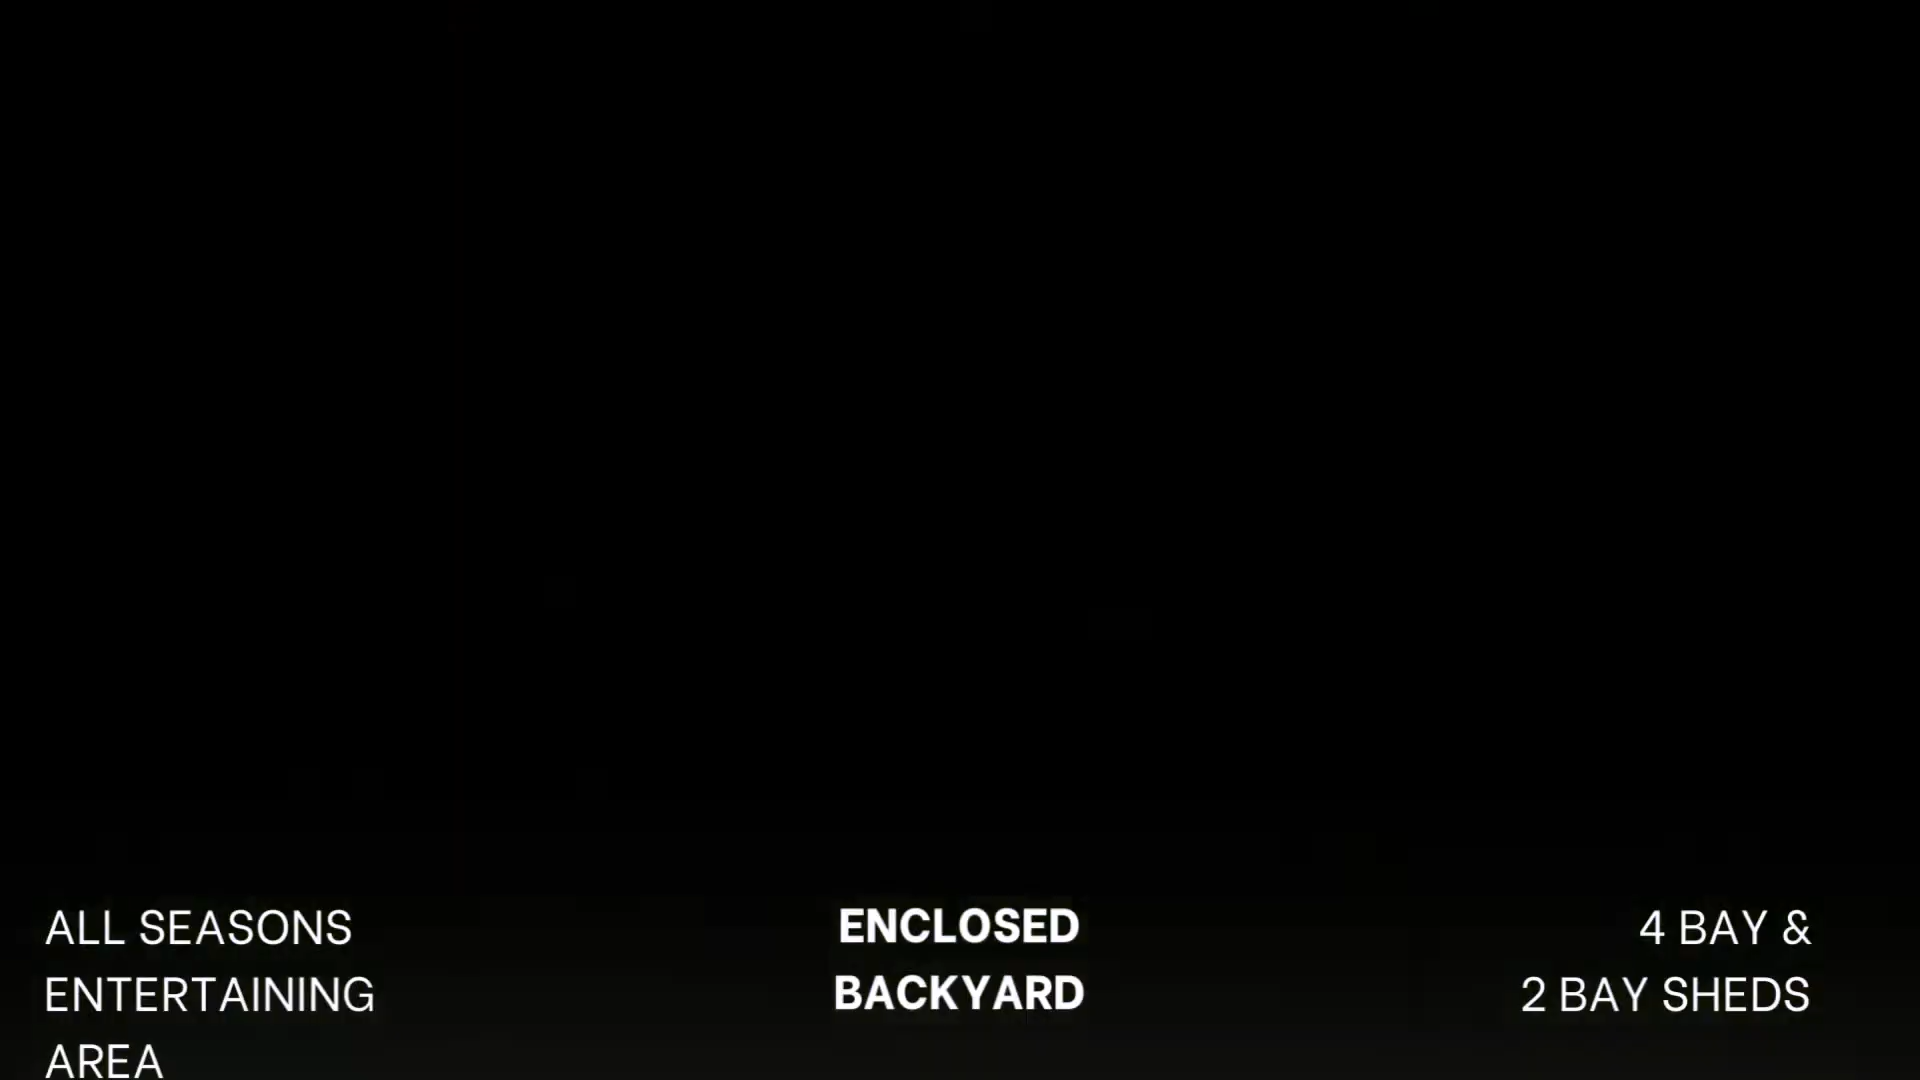 ALL SEASONS
ENTERTAINING
AREA
ENCLOSED
BACKYARD
4 BAY &
2 BAY SHEDS